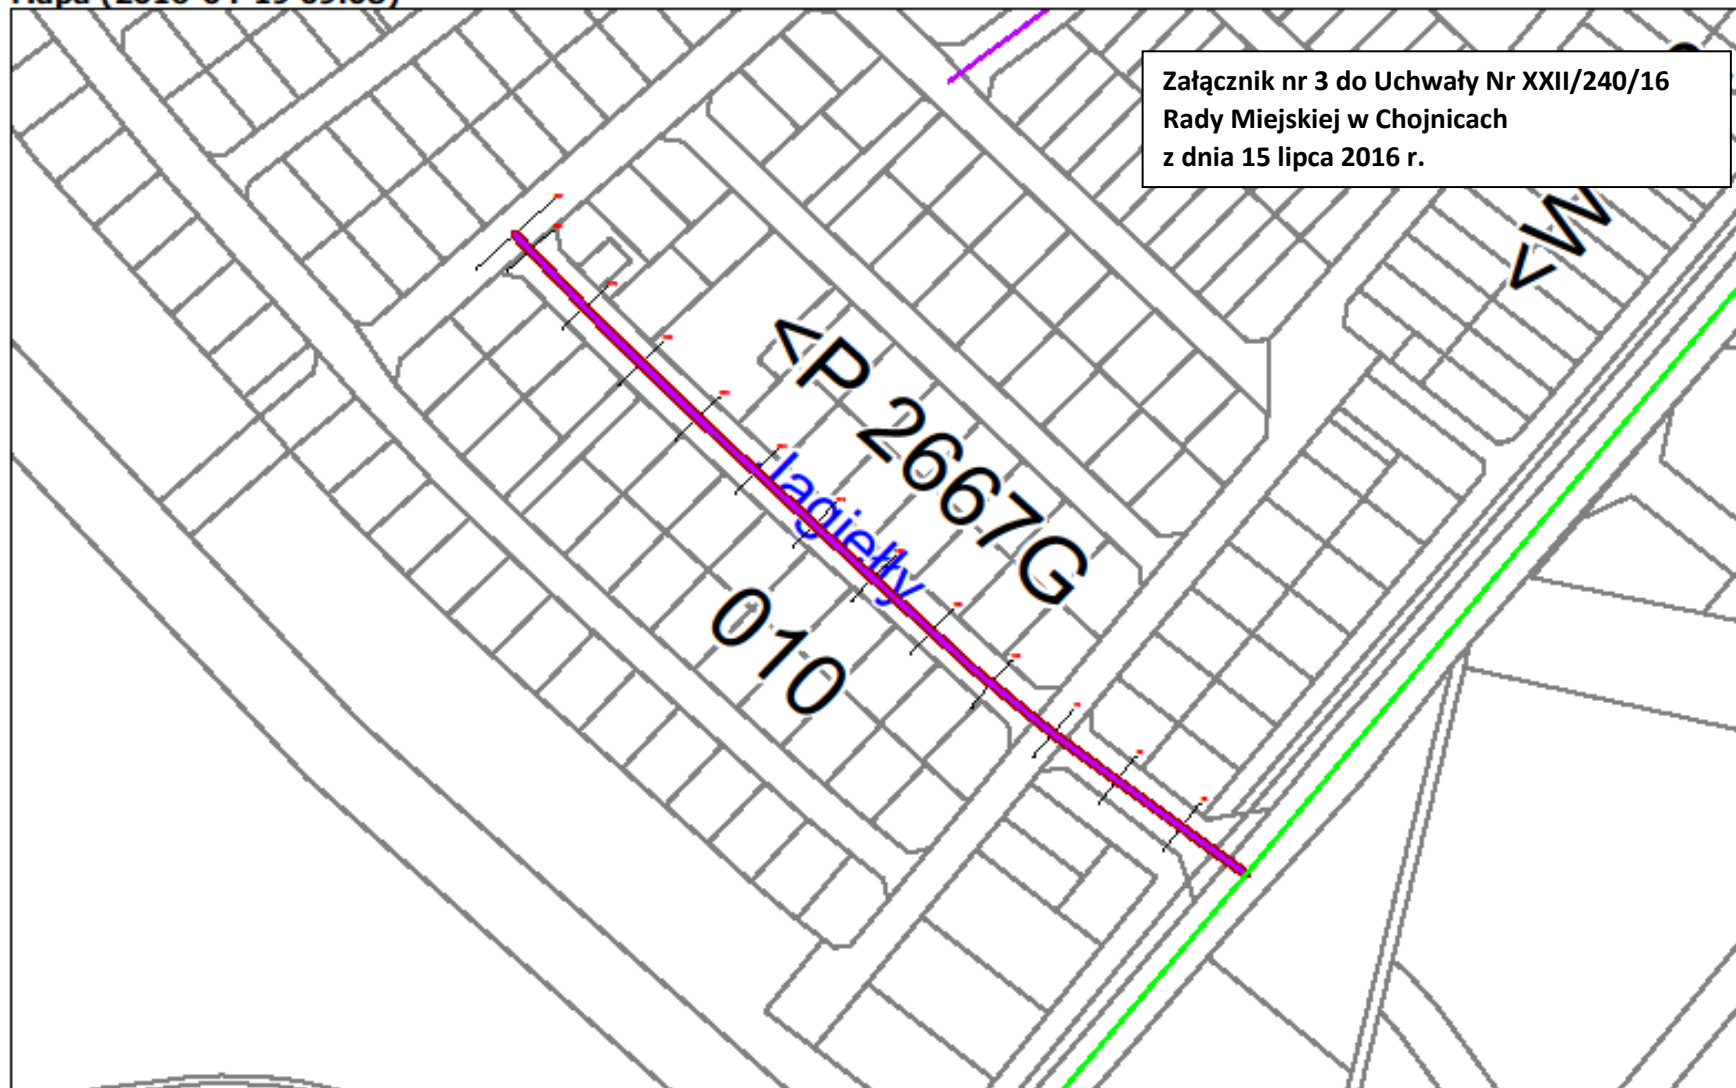 Załącznik nr 3 do Uchwały Nr XXII/240/16
Rady Miejskiej w Chojnicach
z dnia 15 lipca 2016 r.
<W
<P 2667G
Jagiełły
010